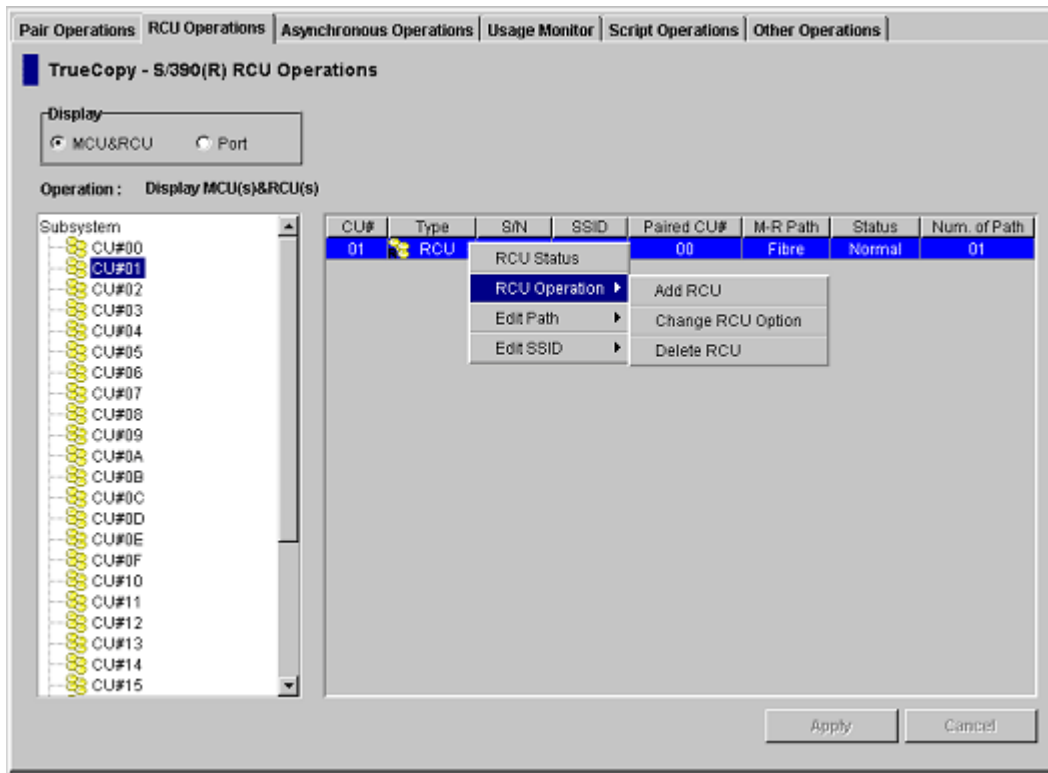 Pair Operations RCU Operations Asynchronous Operations Usage Monitor Script Operations Other Operations
TrueCopy - S/390(R) RCU Operations
Display
MCU&RCU Port
Operation : Display MCU(s)&RCU(s)
Subsystem
CU#00
CU#01
CU#02
CU#03
CU#04
CU#05
CU#06
CU#07
CU#08
CU#09
CU#0A
CU#0B
CU#0C
CU#0D
CU#0E
CU#0F
CU#10
CU#11
CU#12
CU#13
CU#14
CU#15
CU# Type S/N SSID Paired CU# M-R Path Status Num. of Path
01 RCU 00 Fibre Normal 01
RCU Status
RCU Operation
Edit Path
Edit SSID
Add RCU
Change RCU Option
Delete RCU
Apply Cancel